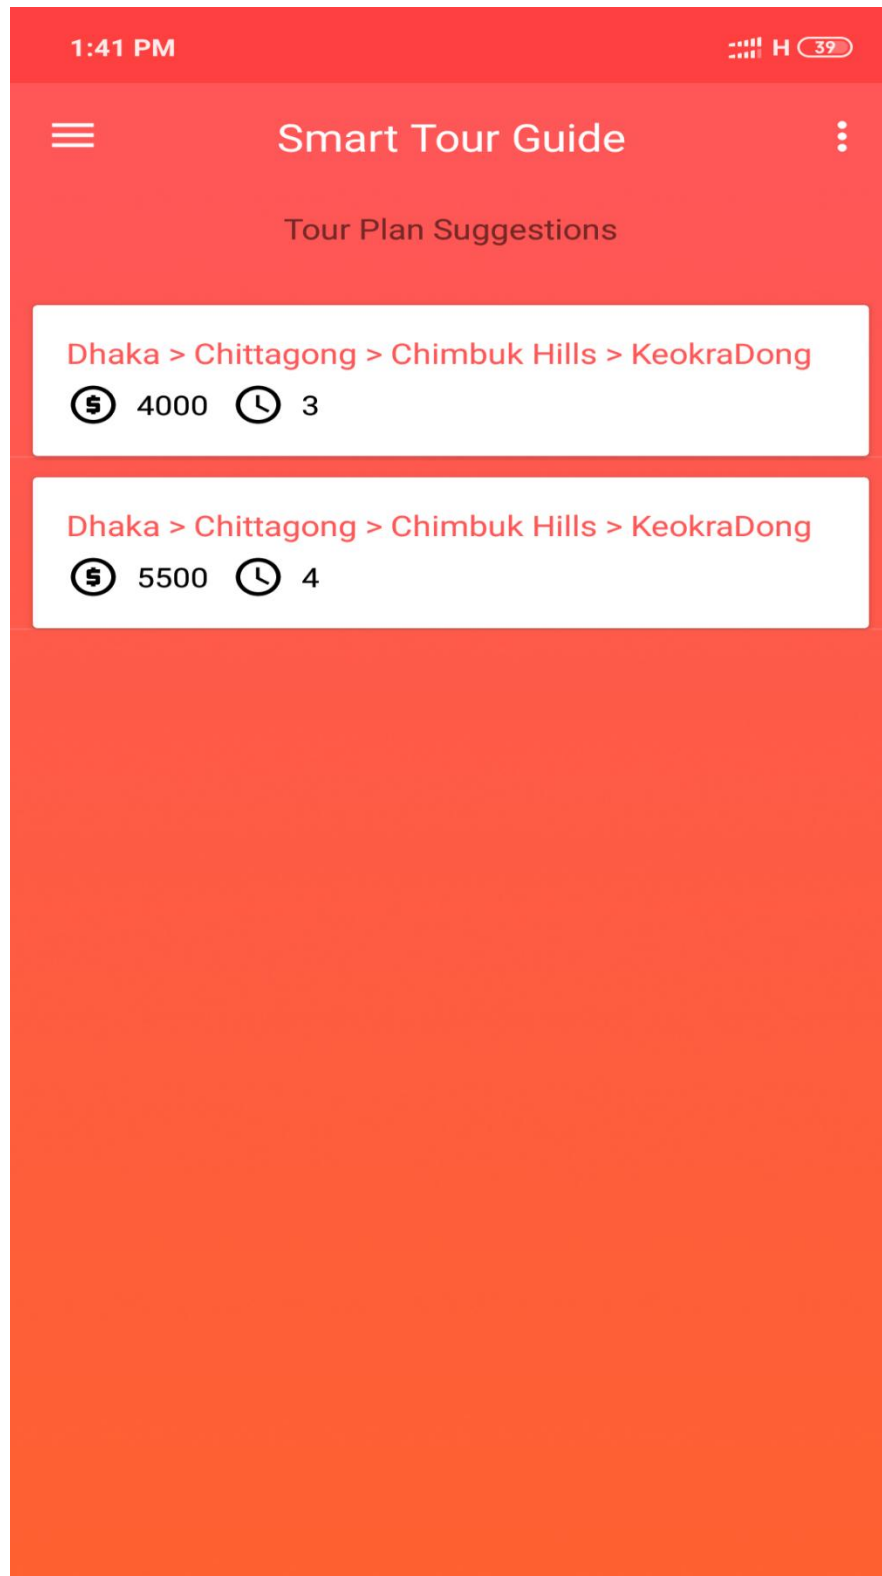 1:41 PM H 39
Smart Tour Guide
Tour Plan Suggestions
Dhaka > Chittagong > Chimbuk Hills > KeokraDong
$ 4000 3
Dhaka > Chittagong > Chimbuk Hills > KeokraDong
$ 5500 4